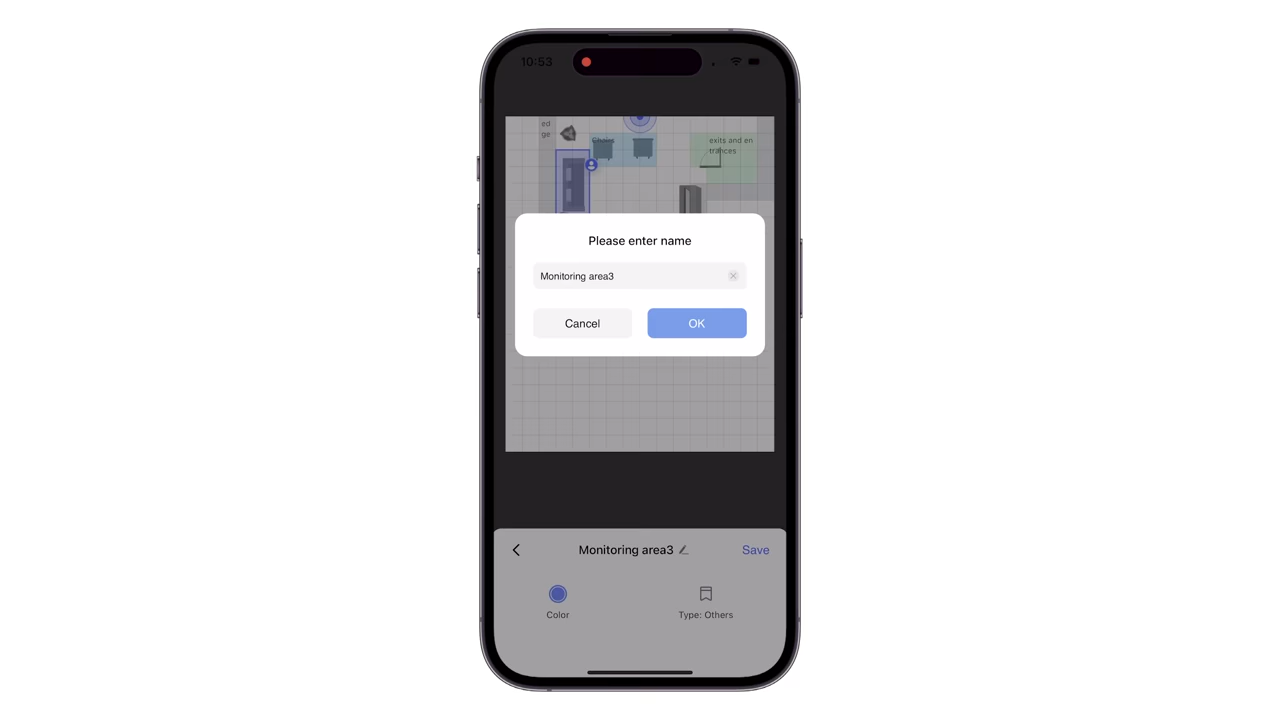 10:53
ed
ge
Chairs
exits and en
trances
Please enter name
Monitoring area3
Cancel
OK
Monitoring area3
Save
Color
Type: Others